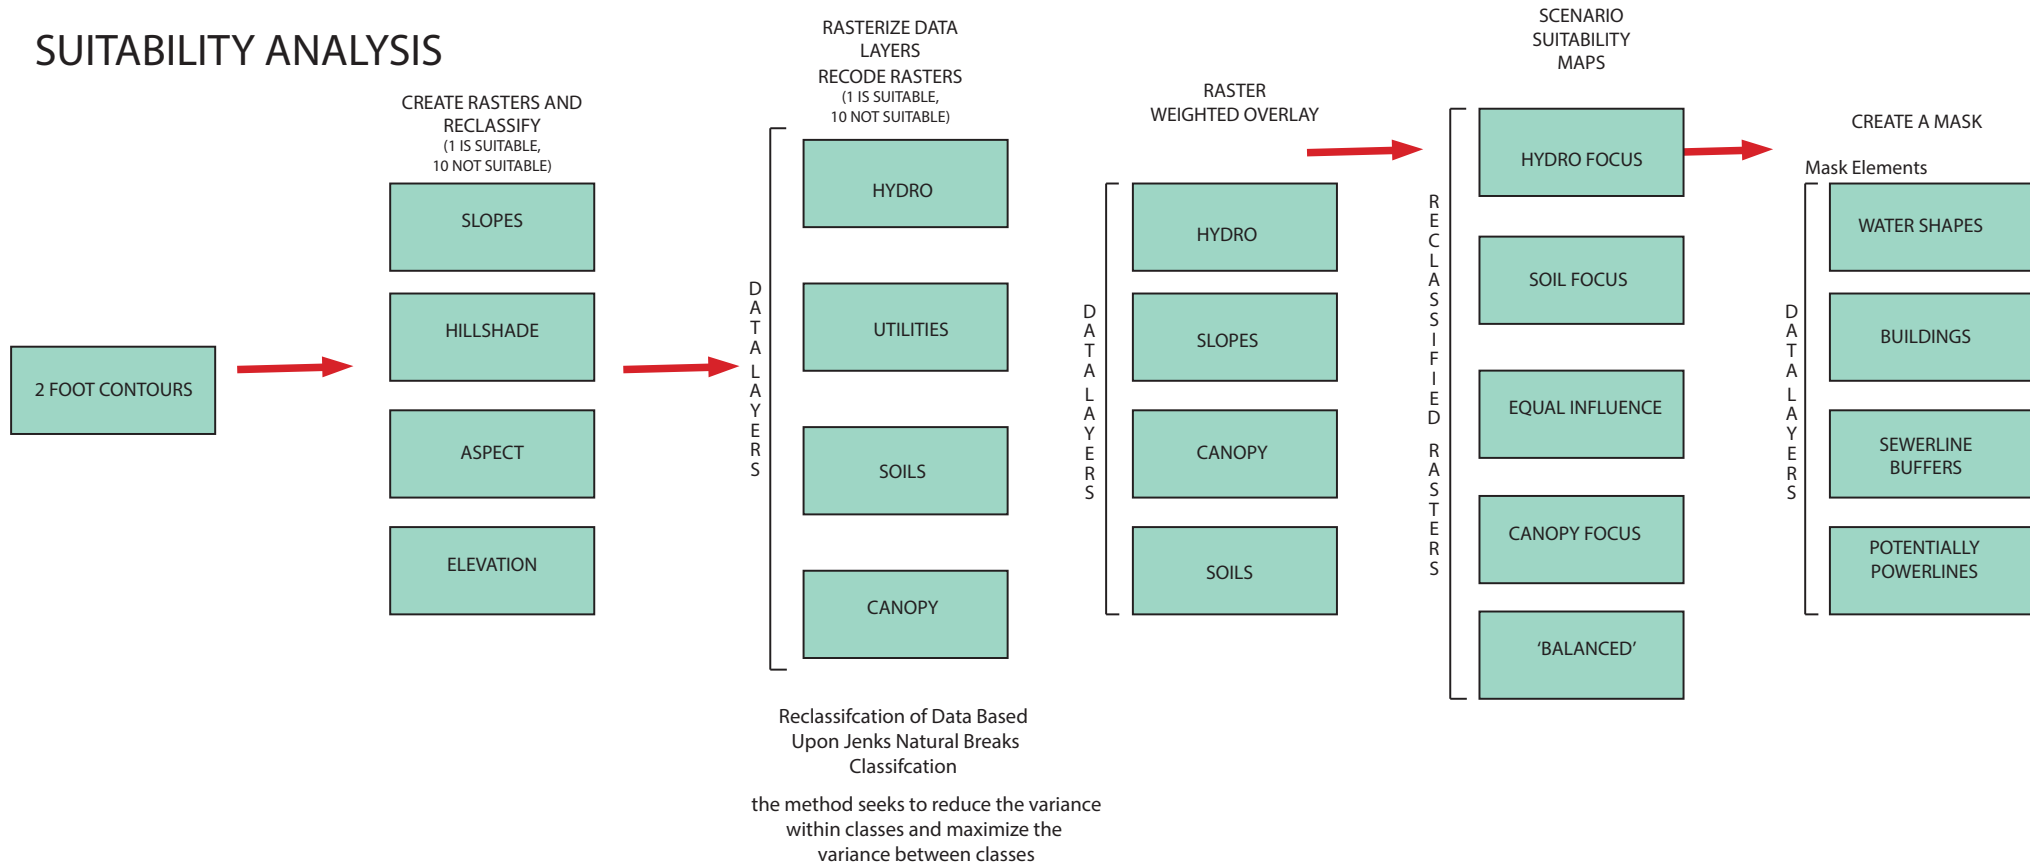 SUITABILITY ANALYSIS
2 FOOT CONTOURS
CREATE RASTERS AND
RECLASSIFY
(1 IS SUITABLE,
10 NOT SUITABLE)
SLOPES
HILLSHADE
ASPECT
ELEVATION
RASTERIZE DATA
LAYERS
RECODE RASTERS
(1 IS SUITABLE,
10 NOT SUITABLE)
DATA LAYERS
HYDRO
UTILITIES
SOILS
CANOPY
Reclassifcation of Data Based
Upon Jenks Natural Breaks
Classifcation
the method seeks to reduce the variance
within classes and maximize the
variance between classes
RASTER
WEIGHTED OVERLAY
DATA LAYERS
HYDRO
SLOPES
CANOPY
SOILS
SCENARIO
SUITABILITY
MAPS
RECLASSIFIED RASTERS
HYDRO FOCUS
SOIL FOCUS
EQUAL INFLUENCE
CANOPY FOCUS
‘BALANCED’
CREATE A MASK
Mask Elements
DATA LAYERS
WATER SHAPES
BUILDINGS
SEWERLINE
BUFFERS
POTENTIALLY
POWERLINES